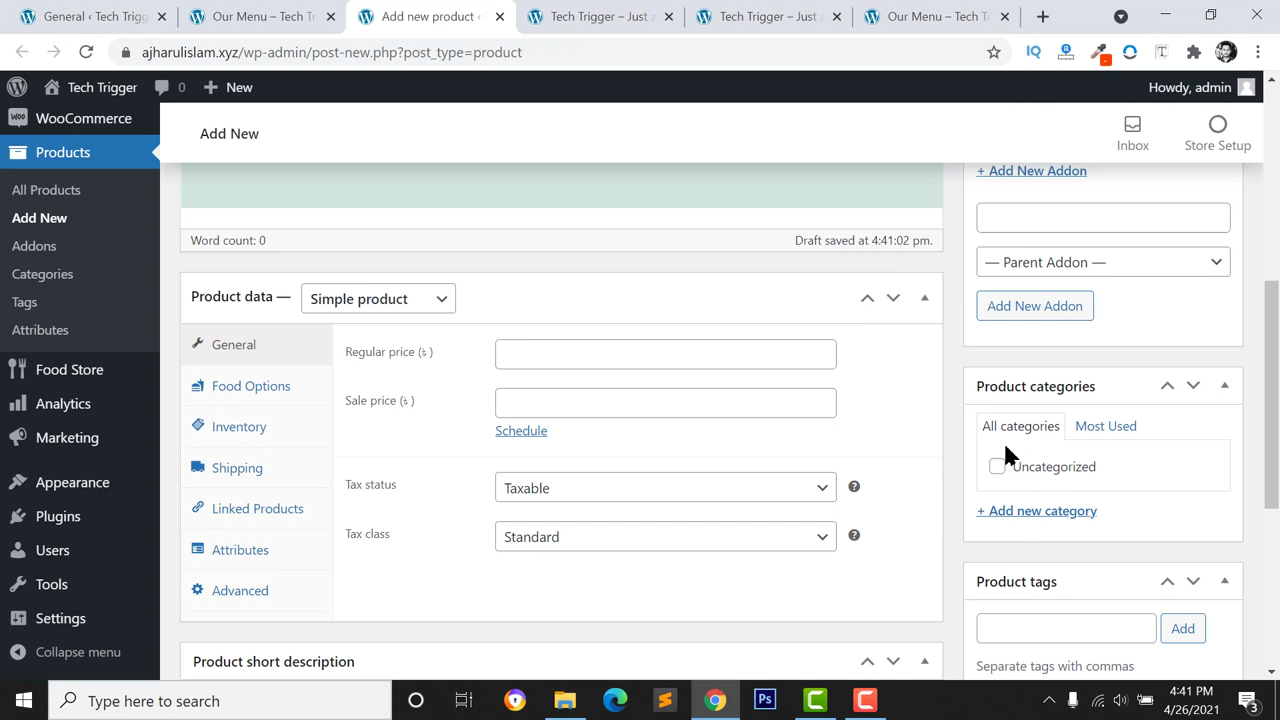 General ‹ Tech Trigg
Our Menu – Tech T
Add new product ‹
Tech Trigger – Just a
Tech Trigger – Just a
Our Menu – Tech T
ajharulislam.xyz/wp-admin/post-new.php?post_type=product
Tech Trigger
0
New
Howdy, admin
WooCommerce
Products
All Products
Add New
Addons
Categories
Tags
Attributes
Food Store
Analytics
Marketing
Appearance
Plugins
Users
Tools
Settings
Collapse menu
Add New
Inbox
Store Setup
Word count: 0
Draft saved at 4:41:02 pm.
Product data —
Simple product
General
Food Options
Inventory
Shipping
Linked Products
Attributes
Advanced
Regular price (৳ )
Sale price (৳ )
Schedule
Tax status
Taxable
Tax class
Standard
Product short description
+ Add New Addon
— Parent Addon —
Add New Addon
Product categories
All categories
Most Used
Uncategorized
+ Add new category
Product tags
Add
Separate tags with commas
Type here to search
4:41 PM
4/26/2021
3